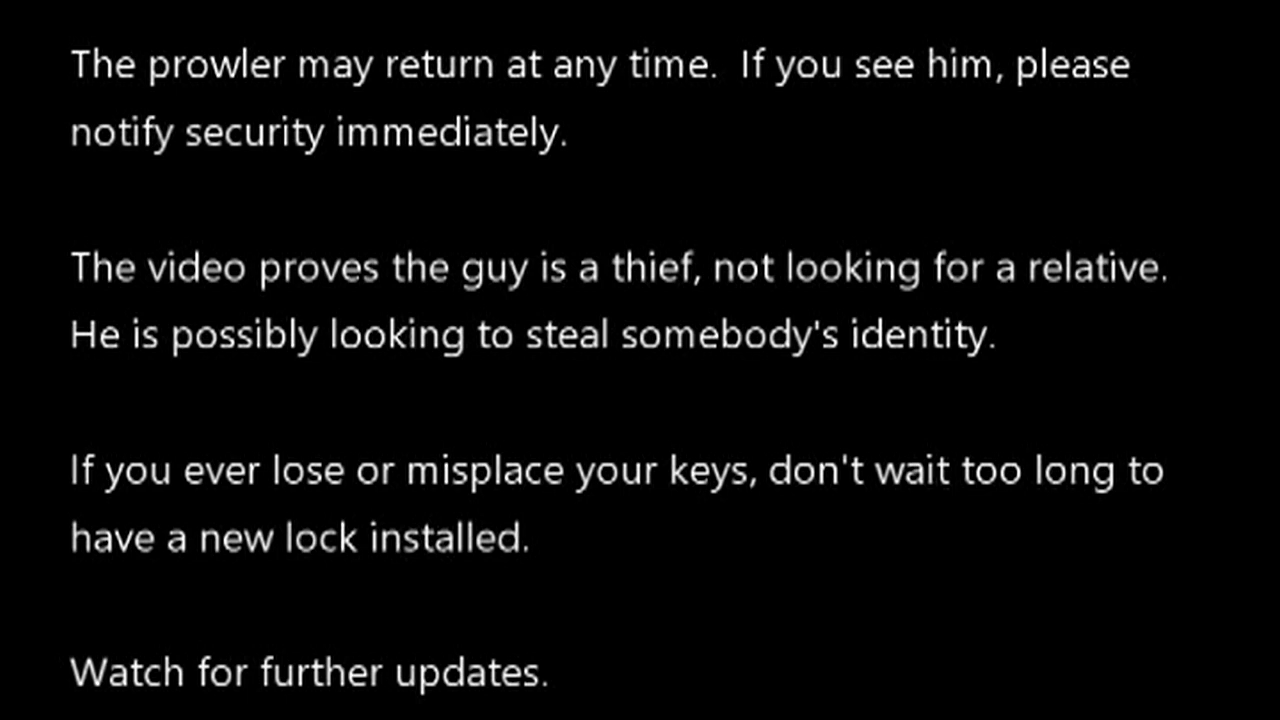 The prowler may return at any time.  If you see him, please
notify security immediately.
The video proves the guy is a thief, not looking for a relative.
He is possibly looking to steal somebody's identity.
If you ever lose or misplace your keys, don't wait too long to
have a new lock installed.
Watch for further updates.